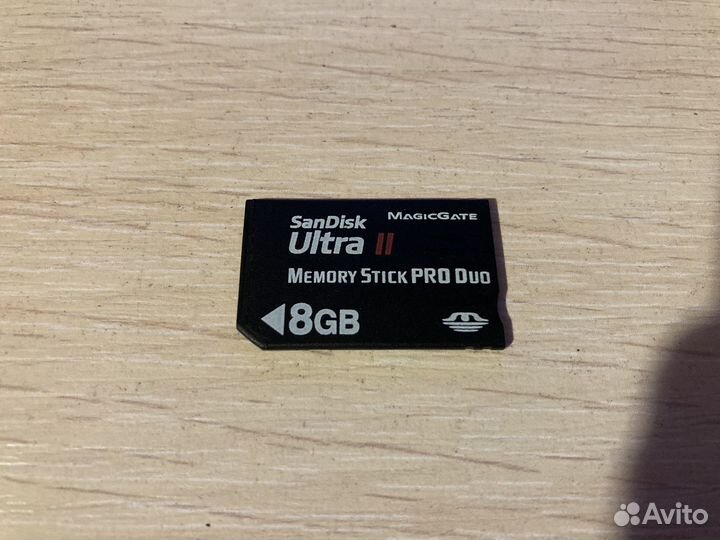 SanDisk MAGICGATE
Ultra II
MEMORY STICK PRO DUO
8GB
Avito